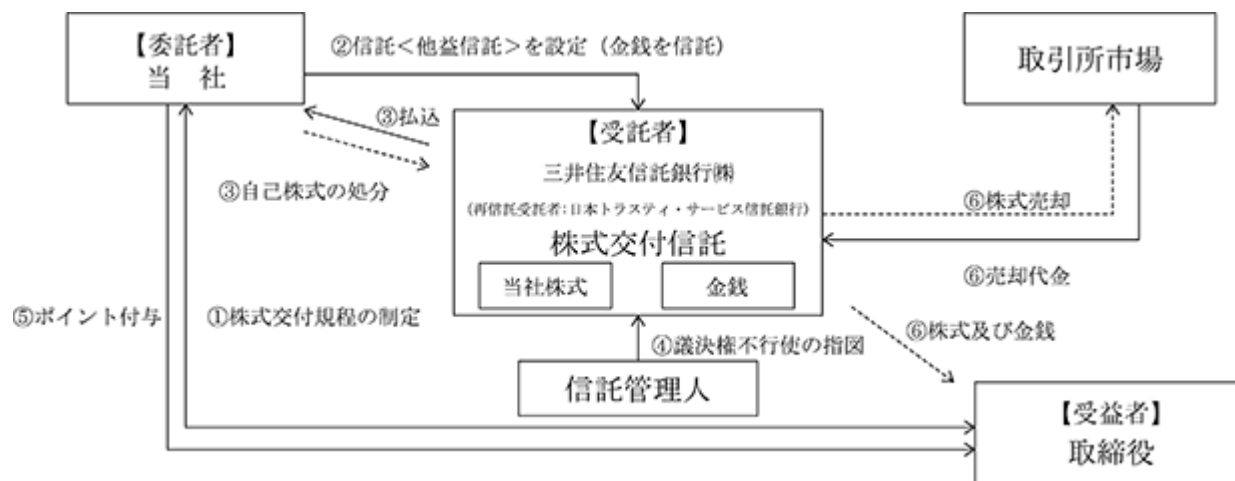 【委託者】
当 社
②信託<他益信託>を設定（金銭を信託）
取引所市場
③払込
【受託者】
三井住友信託銀行㈱
（再信託受託者：日本トラスティ・サービス信託銀行）
株式交付信託
当社株式
金銭
③自己株式の処分
⑥株式売却
⑥売却代金
⑤ポイント付与
①株式交付規程の制定
④議決権不行使の指図
⑥株式及び金銭
信託管理人
【受益者】
取締役